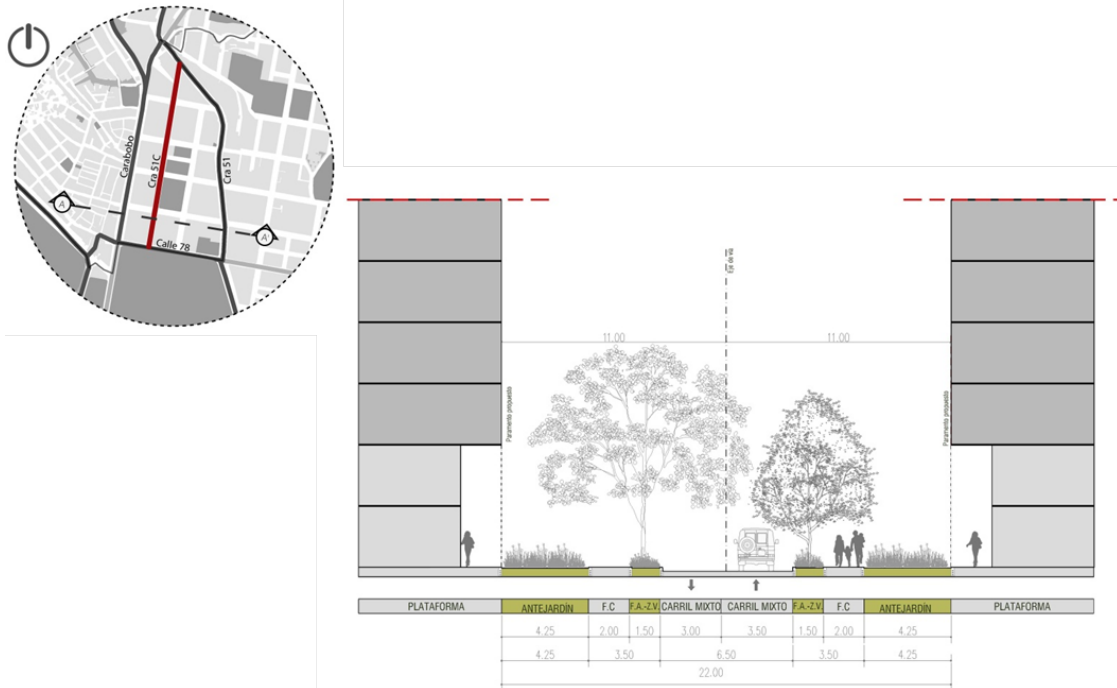 Carabobo
Cra 51C
Cra 51
A
A'
Calle 78
Eje de vía
11.00 11.00
Paramento propuesto
Paramento propuesto
PLATAFORMA ANTEJARDÍN F.C F.A.-Z.V. CARRIL MIXTO CARRIL MIXTO F.A.-Z.V. F.C ANTEJARDÍN PLATAFORMA
4.25 2.00 1.50 3.00 3.50 1.50 2.00 4.25
4.25 3.50 6.50 3.50 4.25
22.00